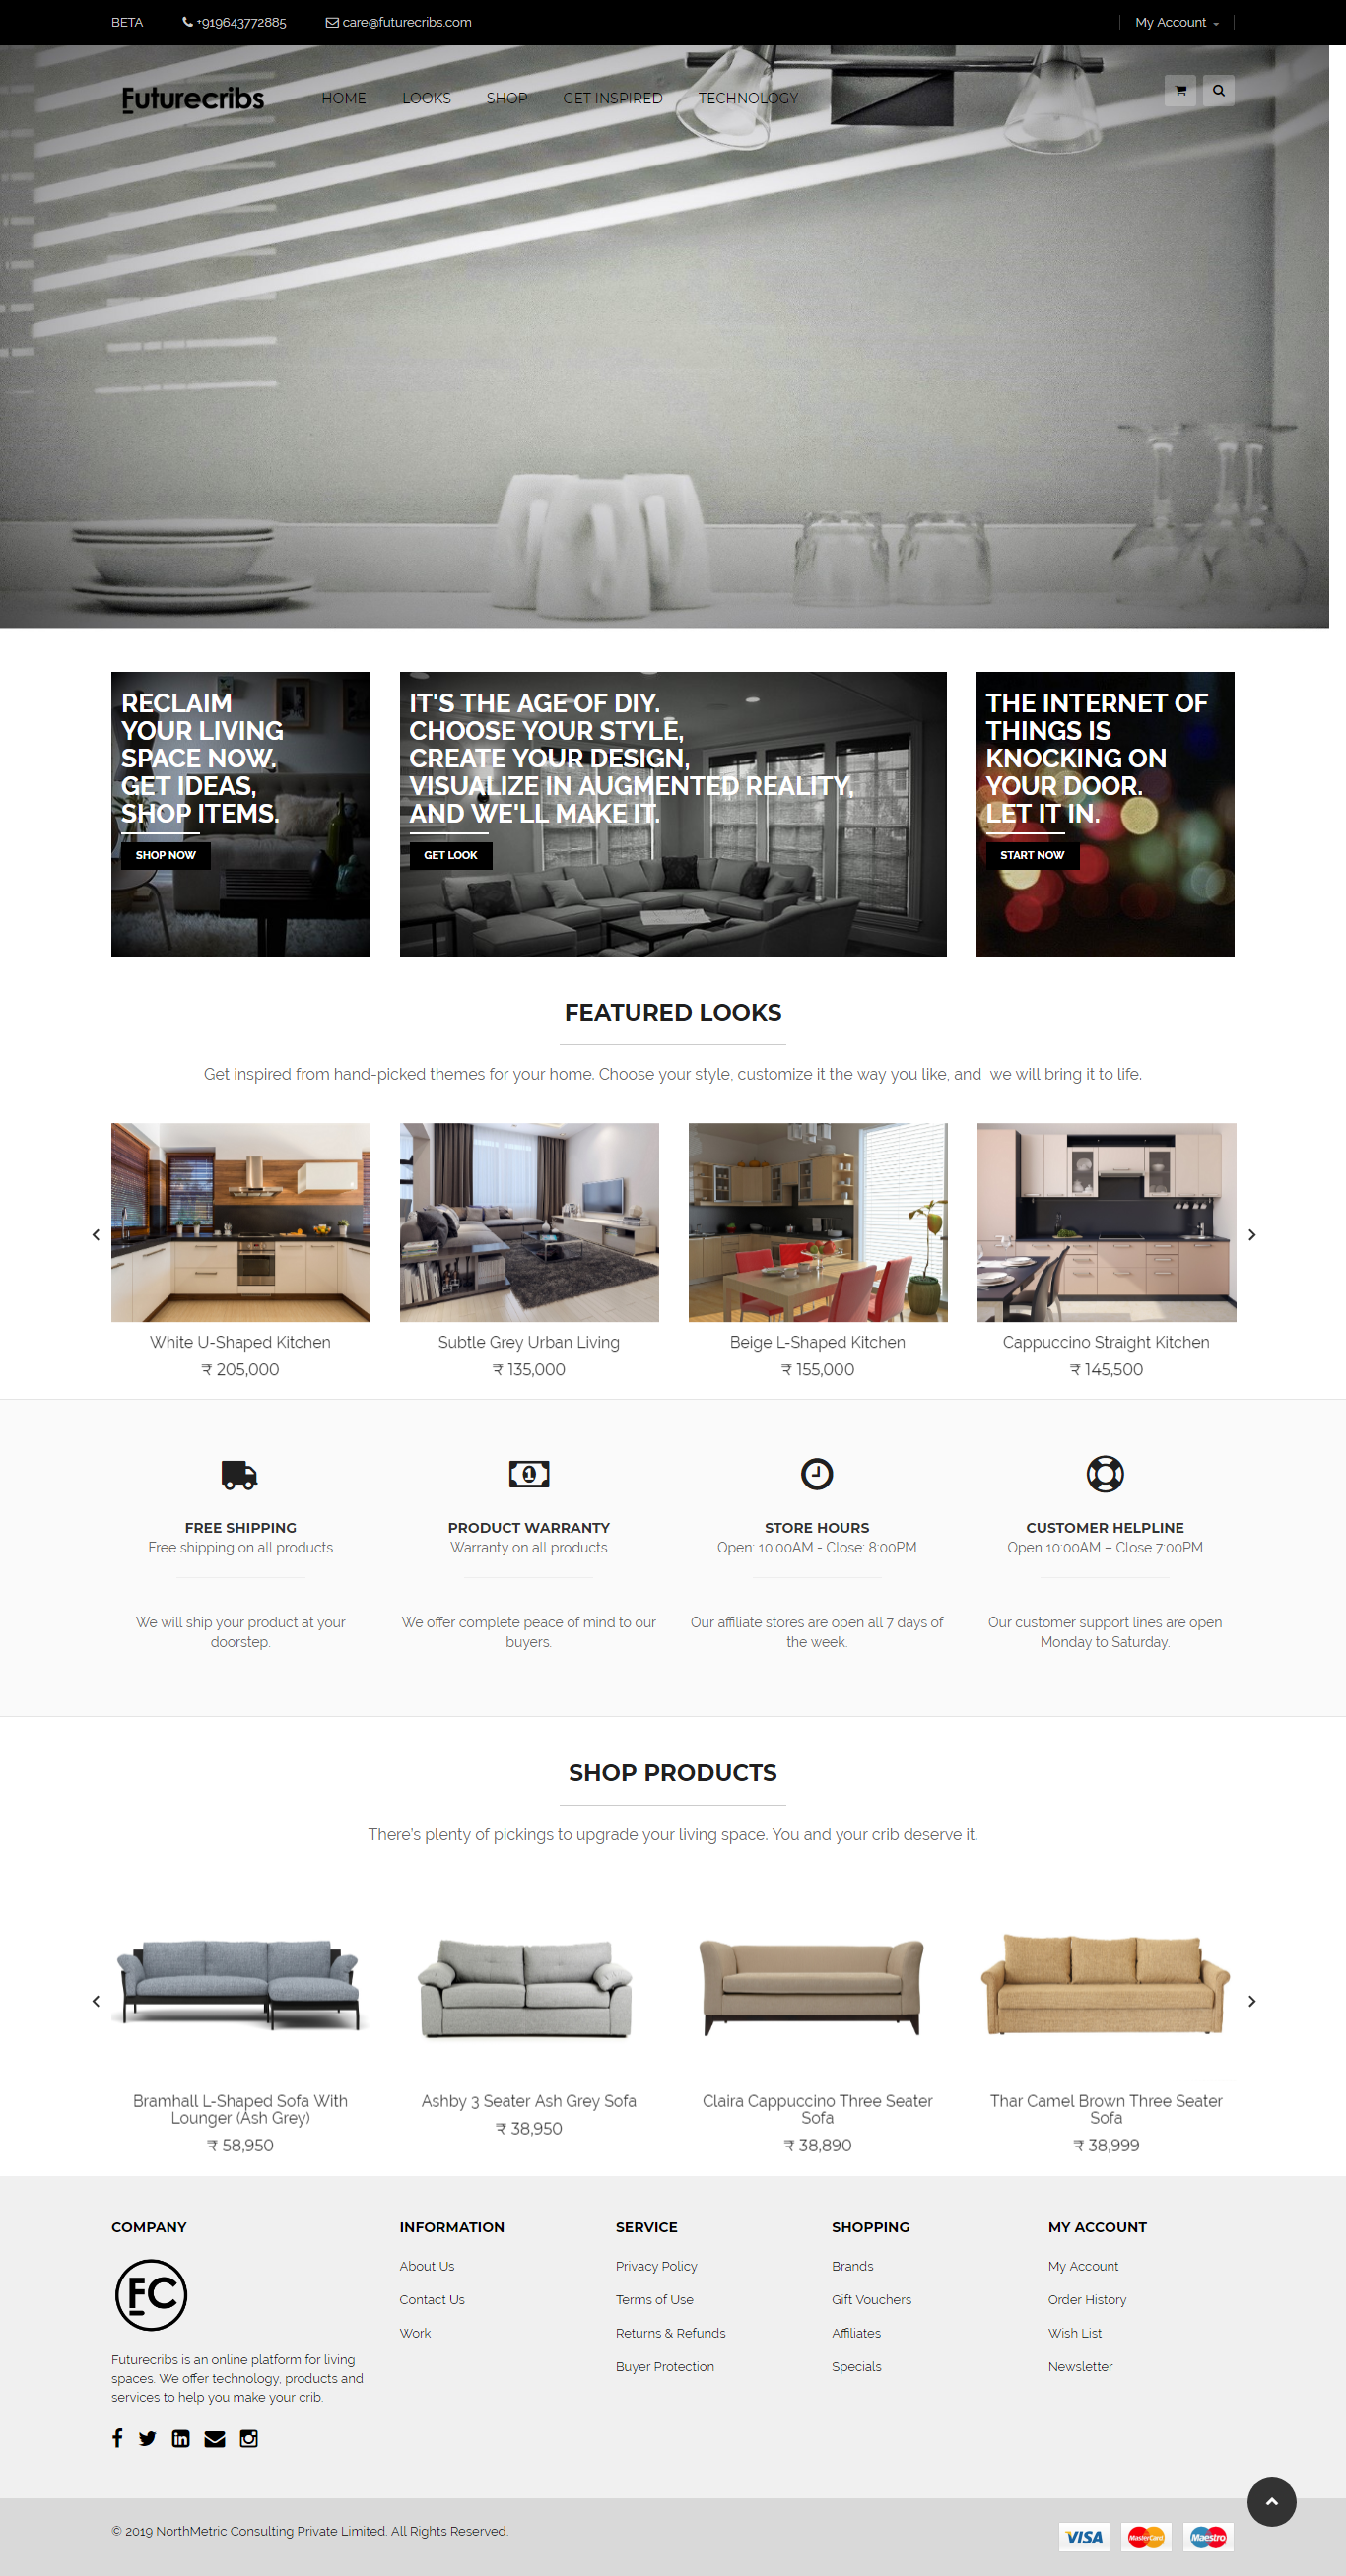 BETA
+919643772885
care@futurecribs.com
My Account
Futurecribs
HOME
LOOKS
SHOP
GET INSPIRED
TECHNOLOGY
RECLAIM
YOUR LIVING
SPACE NOW.
GET IDEAS,
SHOP ITEMS.
SHOP NOW
IT'S THE AGE OF DIY.
CHOOSE YOUR STYLE,
CREATE YOUR DESIGN,
VISUALIZE IN AUGMENTED REALITY,
AND WE'LL MAKE IT.
GET LOOK
THE INTERNET OF
THINGS IS
KNOCKING ON
YOUR DOOR.
LET IT IN.
START NOW
FEATURED LOOKS
Get inspired from hand-picked themes for your home. Choose your style, customize it the way you like, and we will bring it to life.
White U-Shaped Kitchen
₹ 205,000
Subtle Grey Urban Living
₹ 135,000
Beige L-Shaped Kitchen
₹ 155,000
Cappuccino Straight Kitchen
₹ 145,500
FREE SHIPPING
Free shipping on all products
We will ship your product at your
doorstep.
1
PRODUCT WARRANTY
Warranty on all products
We offer complete peace of mind to our
buyers.
STORE HOURS
Open: 10:00AM - Close: 8:00PM
Our affiliate stores are open all 7 days of
the week.
CUSTOMER HELPLINE
Open 10:00AM – Close 7:00PM
Our customer support lines are open
Monday to Saturday.
SHOP PRODUCTS
There's plenty of pickings to upgrade your living space. You and your crib deserve it.
Bramhall L-Shaped Sofa With
Lounger (Ash Grey)
₹ 58,950
Ashby 3 Seater Ash Grey Sofa
₹ 38,950
Claira Cappuccino Three Seater
Sofa
₹ 38,890
Thar Camel Brown Three Seater
Sofa
₹ 38,999
COMPANY
FC
Futurecribs is an online platform for living
spaces. We offer technology, products and
services to help you make your crib.
INFORMATION
About Us
Contact Us
Work
SERVICE
Privacy Policy
Terms of Use
Returns & Refunds
Buyer Protection
SHOPPING
Brands
Gift Vouchers
Affiliates
Specials
MY ACCOUNT
My Account
Order History
Wish List
Newsletter
© 2019 NorthMetric Consulting Private Limited. All Rights Reserved.
VISA
MasterCard
Maestro